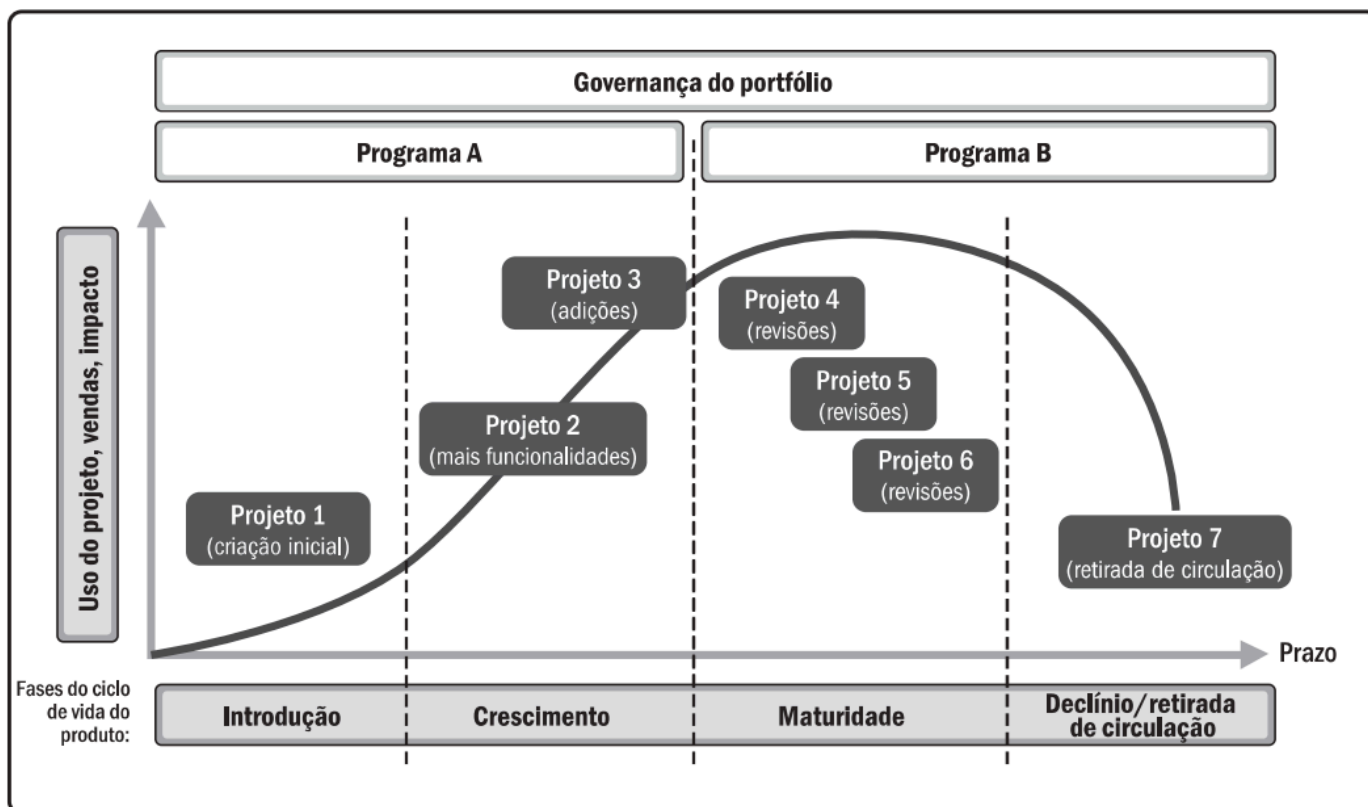 Governança do portfólio
Programa A
Programa B
Uso do projeto, vendas, impacto
Projeto 1
(criação inicial)
Projeto 2
(mais funcionalidades)
Projeto 3
(adições)
Projeto 4
(revisões)
Projeto 5
(revisões)
Projeto 6
(revisões)
Projeto 7
(retirada de circulação)
Prazo
Fases do ciclo
de vida do
produto:
Introdução
Crescimento
Maturidade
Declínio/retirada
de circulação